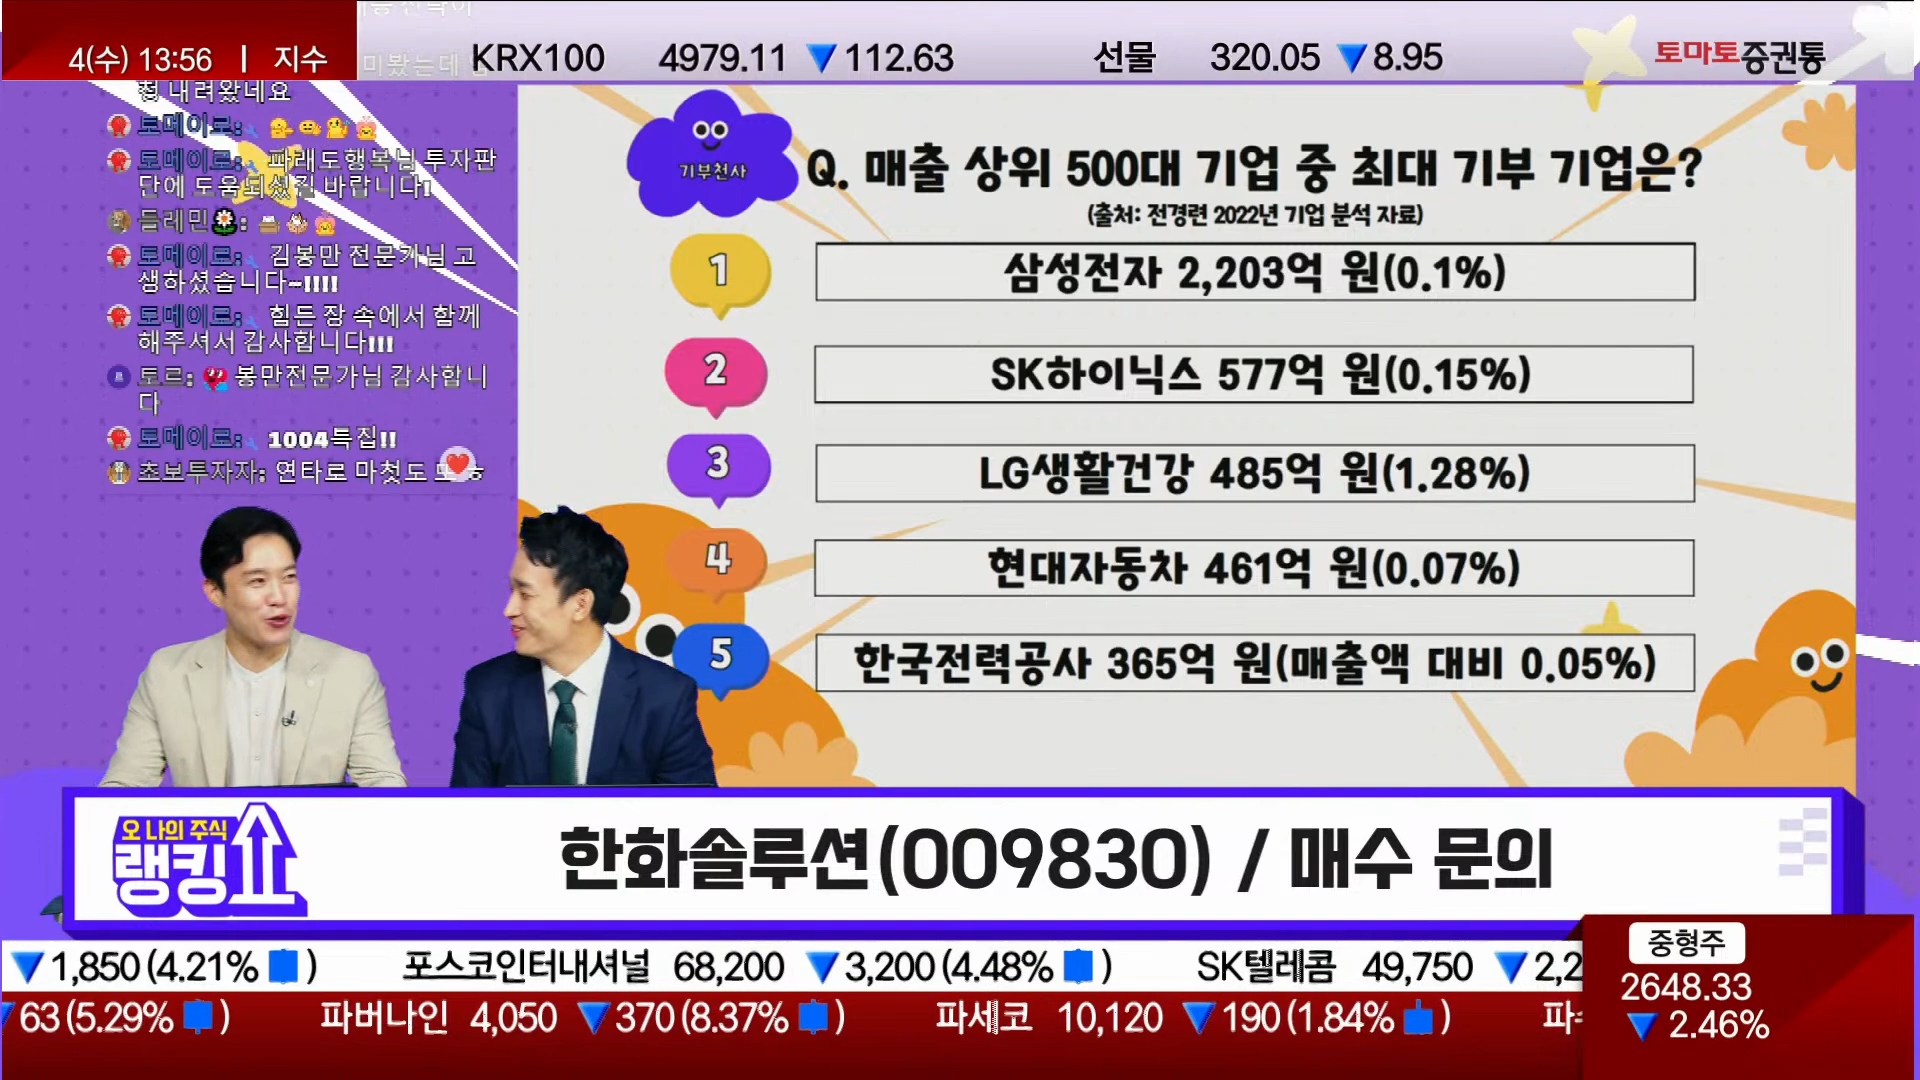 4(수) 13:56 | 지수
KRX100 4979.11 ▼112.63 선물 320.05 ▼8.95
토마토증권통
청 내려왔네요
토메이로:
토메이로: 파래도행복님 투자판
단에 도움되셨길 바랍니다!
들레민:
토메이로: 김봉만 전문가님 고
생하셨습니다~!!!!
토메이로: 힘든 장 속에서 함께
해주셔서 감사합니다!!!
토르: 봉만전문가님 감사합니
다
토메이로: 1004특집!!
초보투자자: 연타로 마첫도
기부천사
Q. 매출 상위 500대 기업 중 최대 기부 기업은?
(출처: 전경련 2022년 기업 분석 자료)
1 삼성전자 2,203억 원(0.1%)
2 SK하이닉스 577억 원(0.15%)
3 LG생활건강 485억 원(1.28%)
4 현대자동차 461억 원(0.07%)
5 한국전력공사 365억 원(매출액 대비 0.05%)
오 나의 주식
랭킹쇼
한화솔루션(009830) / 매수 문의
▼1,850(4.21% ) 포스코인터내셔널 68,200 ▼3,200(4.48% ) SK텔레콤 49,750 ▼2,2
63(5.29% ) 파버나인 4,050 ▼370(8.37% ) 파세코 10,120 ▼190(1.84% )
중형주
2648.33
▼2.46%